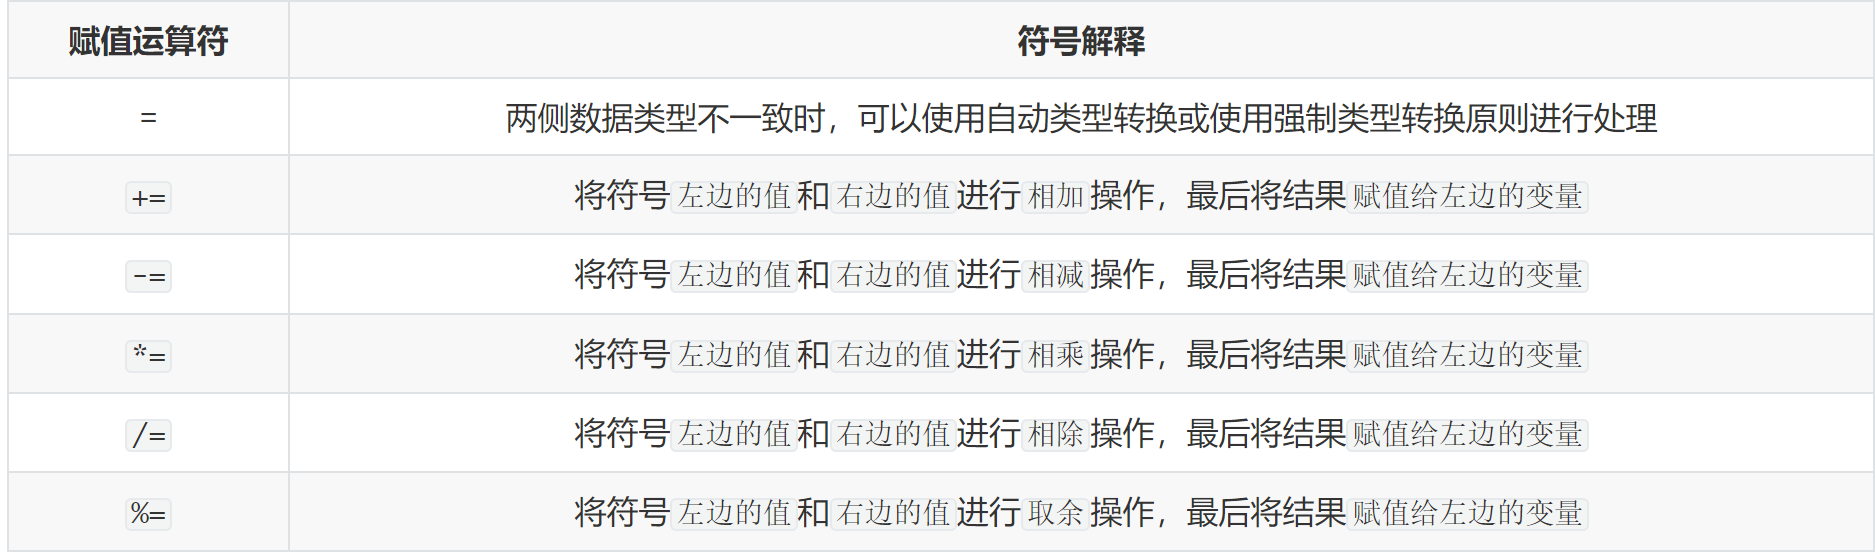 赋值运算符 符号解释
= 两侧数据类型不一致时，可以使用自动类型转换或使用强制类型转换原则进行处理
+= 将符号左边的值和右边的值进行相加操作，最后将结果赋值给左边的变量
-= 将符号左边的值和右边的值进行相减操作，最后将结果赋值给左边的变量
*= 将符号左边的值和右边的值进行相乘操作，最后将结果赋值给左边的变量
/= 将符号左边的值和右边的值进行相除操作，最后将结果赋值给左边的变量
%= 将符号左边的值和右边的值进行取余操作，最后将结果赋值给左边的变量